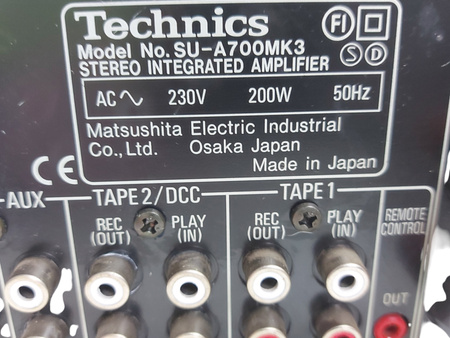 Technics
Model No. SU-A700MK3
STEREO INTEGRATED AMPLIFIER
FI
S D
AC 230V 200W 50Hz
Matsushita Electric Industrial
Co., Ltd. Osaka Japan
Made in Japan
CE
AUX
TAPE 2/DCC
TAPE 1
REC (OUT)
PLAY (IN)
REC (OUT)
PLAY (IN)
REMOTE
CONTROL
OUT